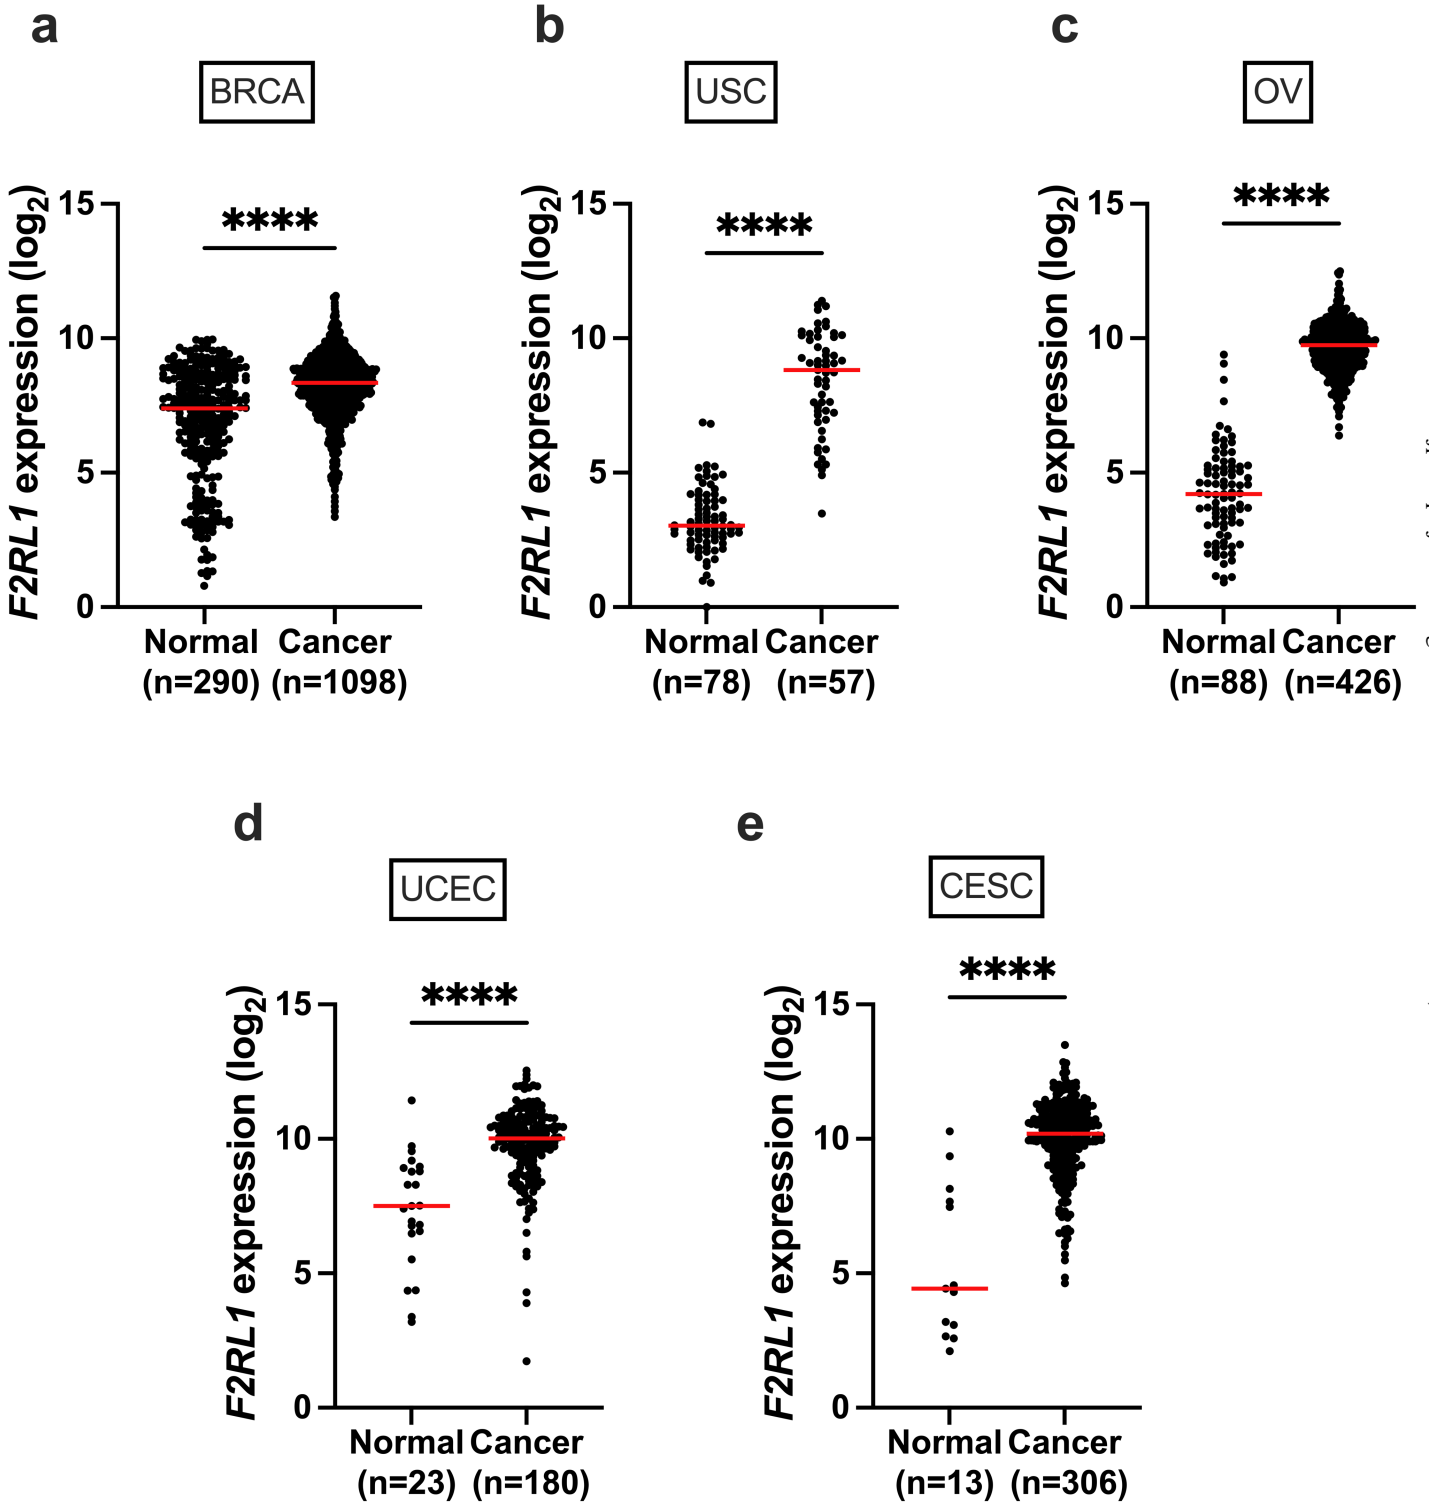 a
b
c
BRCA
USC
OV
F2RL1 expression (log2)
15
10
5
0
****
Normal Cancer
(n=290) (n=1098)
F2RL1 expression (log2)
15
10
5
0
****
Normal Cancer
(n=78) (n=57)
F2RL1 expression (log2)
15
10
5
0
****
Normal Cancer
(n=88) (n=426)
d
e
UCEC
CESC
F2RL1 expression (log2)
15
10
5
0
****
Normal Cancer
(n=23) (n=180)
F2RL1 expression (log2)
15
10
5
0
****
Normal Cancer
(n=13) (n=306)